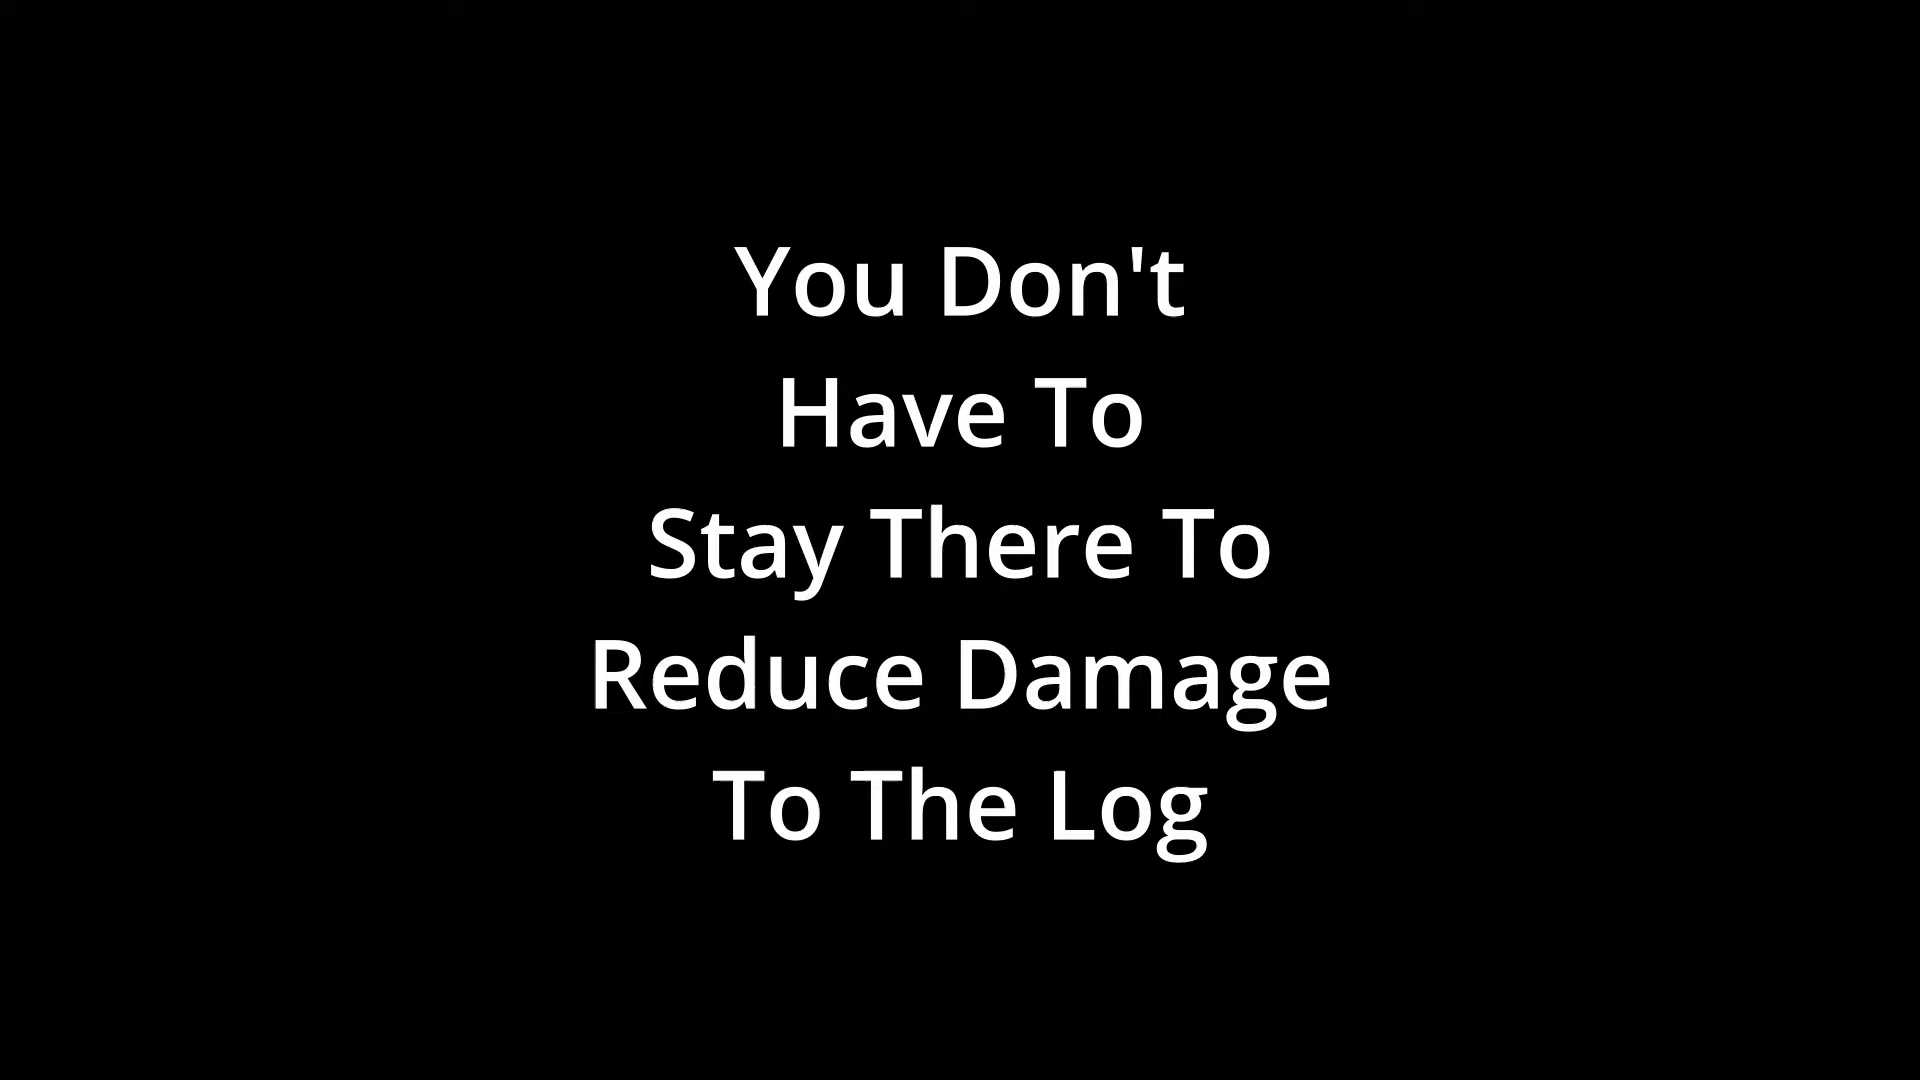 You Don't
Have To
Stay There To
Reduce Damage
To The Log